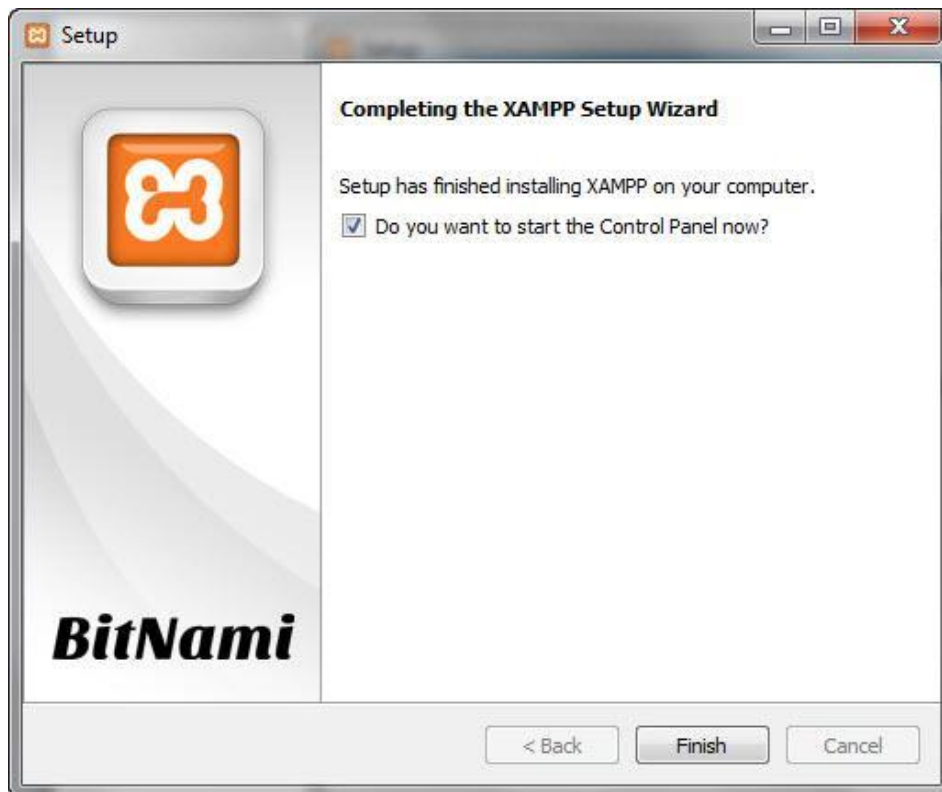 Setup
Completing the XAMPP Setup Wizard
Setup has finished installing XAMPP on your computer.
Do you want to start the Control Panel now?
BitNami
< Back
Finish
Cancel